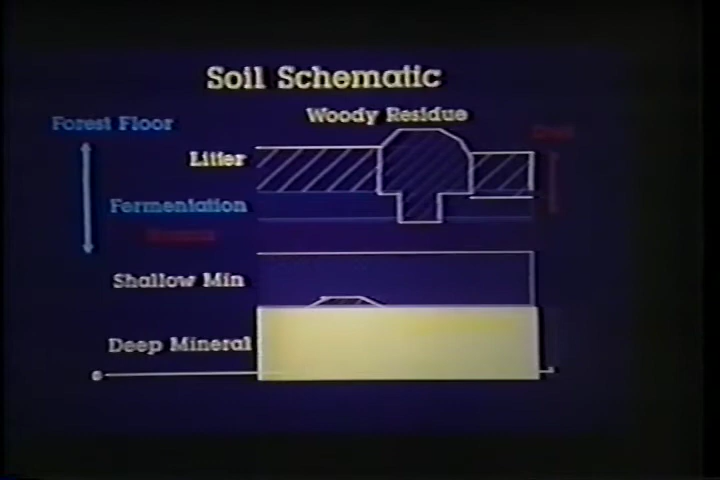 Soil Schematic
Woody Residue
Forest Floor
Litter
Fermentation
Shallow Min
Deep Mineral